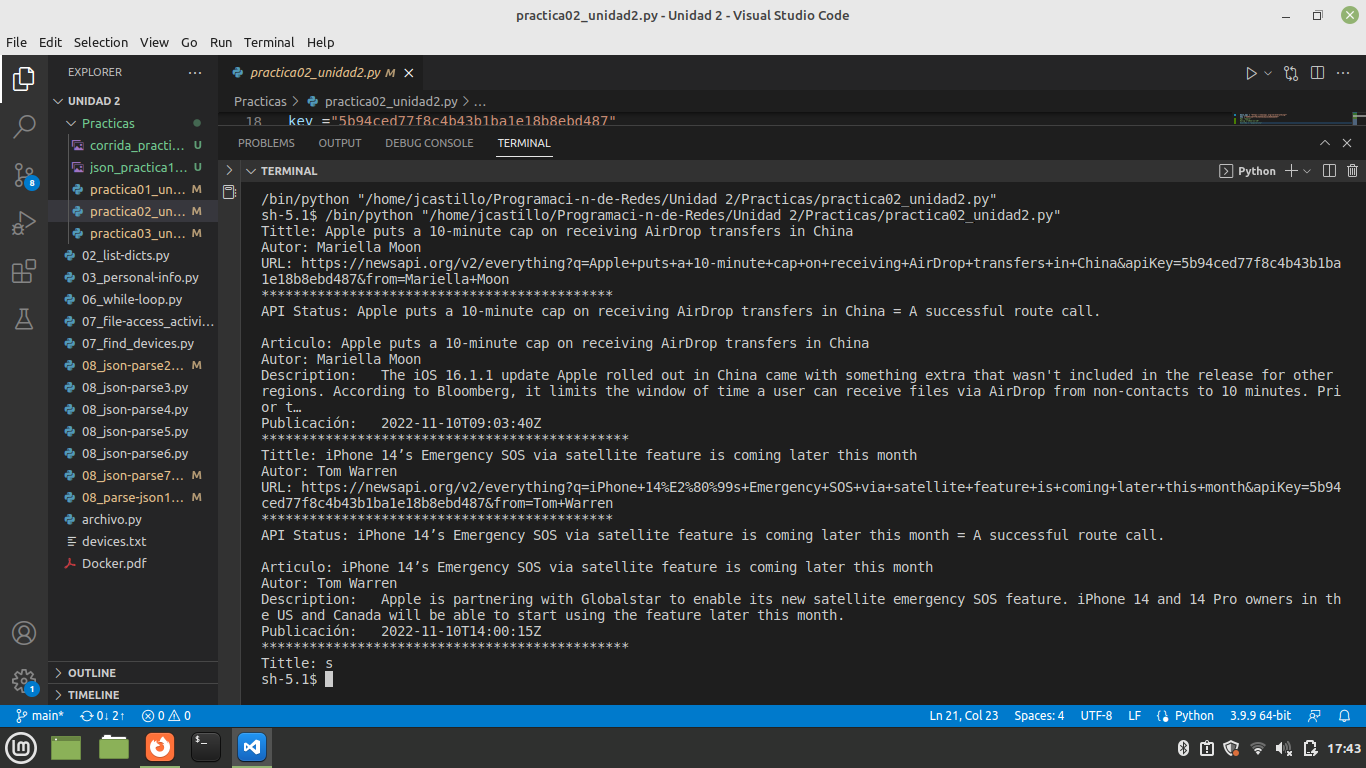 practica02_unidad2.py - Unidad 2 - Visual Studio Code
File Edit Selection View Go Run Terminal Help
EXPLORER
UNIDAD 2
Practicas
corrida_practi... U
json_practica1... U
practica01_un... M
practica02_un... M
practica03_un... M
02_list-dicts.py
03_personal-info.py
06_while-loop.py
07_file-access_activi...
07_find_devices.py
08_json-parse2... M
08_json-parse3.py
08_json-parse4.py
08_json-parse5.py
08_json-parse6.py
08_json-parse7... M
08_parse-json1... M
archivo.py
devices.txt
Docker.pdf
OUTLINE
TIMELINE
8
1
practica02_unidad2.py M
Practicas > practica02_unidad2.py > ...
18 key ="5b94ced77f8c4b43b1ba1e18b8ebd487"
PROBLEMS OUTPUT DEBUG CONSOLE TERMINAL
TERMINAL
Python
/bin/python "/home/jcastillo/Programaci-n-de-Redes/Unidad 2/Practicas/practica02_unidad2.py"
sh-5.1$ /bin/python "/home/jcastillo/Programaci-n-de-Redes/Unidad 2/Practicas/practica02_unidad2.py"
Tittle: Apple puts a 10-minute cap on receiving AirDrop transfers in China
Autor: Mariella Moon
URL: https://newsapi.org/v2/everything?q=Apple+puts+a+10-minute+cap+on+receiving+AirDrop+transfers+in+China&apiKey=5b94ced77f8c4b43b1ba
1e18b8ebd487&from=Mariella+Moon
********************************************
API Status: Apple puts a 10-minute cap on receiving AirDrop transfers in China = A successful route call.
Articulo: Apple puts a 10-minute cap on receiving AirDrop transfers in China
Autor: Mariella Moon
Description: The iOS 16.1.1 update Apple rolled out in China came with something extra that wasn't included in the release for other
regions. According to Bloomberg, it limits the window of time a user can receive files via AirDrop from non-contacts to 10 minutes. Pri
or t…
Publicación: 2022-11-10T09:03:40Z
**********************************************
Tittle: iPhone 14’s Emergency SOS via satellite feature is coming later this month
Autor: Tom Warren
URL: https://newsapi.org/v2/everything?q=iPhone+14%E2%80%99s+Emergency+SOS+via+satellite+feature+is+coming+later+this+month&apiKey=5b94
ced77f8c4b43b1ba1e18b8ebd487&from=Tom+Warren
********************************************
API Status: iPhone 14’s Emergency SOS via satellite feature is coming later this month = A successful route call.
Articulo: iPhone 14’s Emergency SOS via satellite feature is coming later this month
Autor: Tom Warren
Description: Apple is partnering with Globalstar to enable its new satellite emergency SOS feature. iPhone 14 and 14 Pro owners in th
e US and Canada will be able to start using the feature later this month.
Publicación: 2022-11-10T14:00:15Z
**********************************************
Tittle: s
sh-5.1$
main* 0↓ 2↑ 0 0 Ln 21, Col 23 Spaces: 4 UTF-8 LF Python 3.9.9 64-bit
17:43